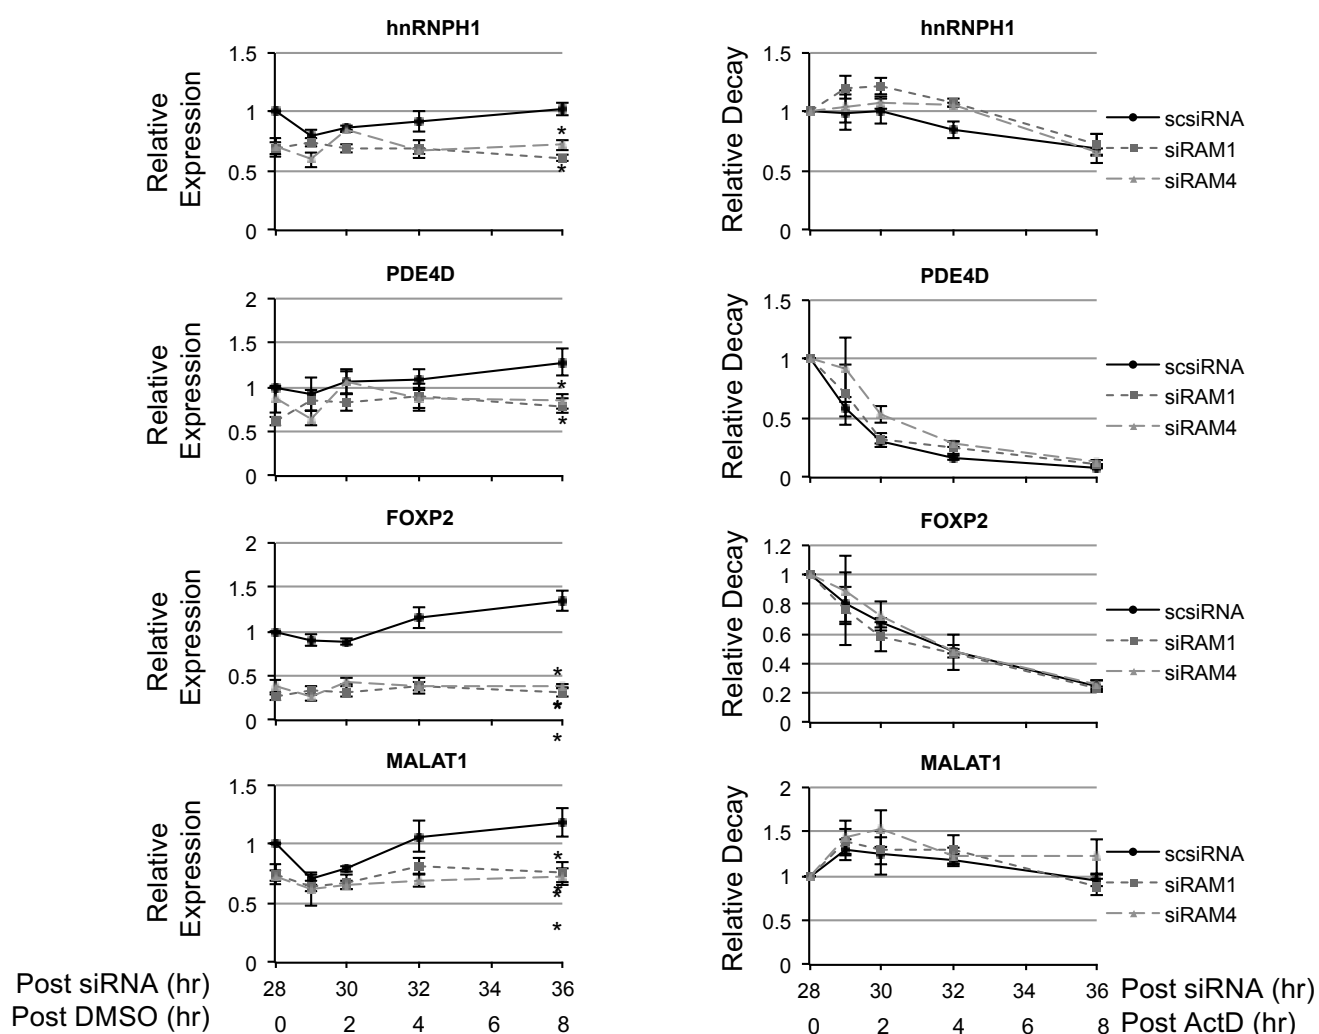 hnRNPH1
Relative
Expression
1.5
1
0.5
0
*
*
hnRNPH1
Relative Decay
1.5
1
0.5
0
scsiRNA
siRAM1
siRAM4
PDE4D
Relative
Expression
2
1.5
1
0.5
0
*
*
PDE4D
Relative Decay
1.5
1
0.5
0
scsiRNA
siRAM1
siRAM4
FOXP2
Relative
Expression
2
1.5
1
0.5
0
*
*
*
FOXP2
Relative Decay
1.2
1
0.8
0.6
0.4
0.2
0
scsiRNA
siRAM1
siRAM4
MALAT1
Relative
Expression
1.5
1
0.5
0
*
*
*
MALAT1
Relative Decay
2
1.5
1
0.5
0
scsiRNA
siRAM1
siRAM4
Post siRNA (hr) 28 30 32 34 36
Post DMSO (hr) 0 2 4 6 8
28 30 32 34 36 Post siRNA (hr)
0 2 4 6 8 Post ActD (hr)